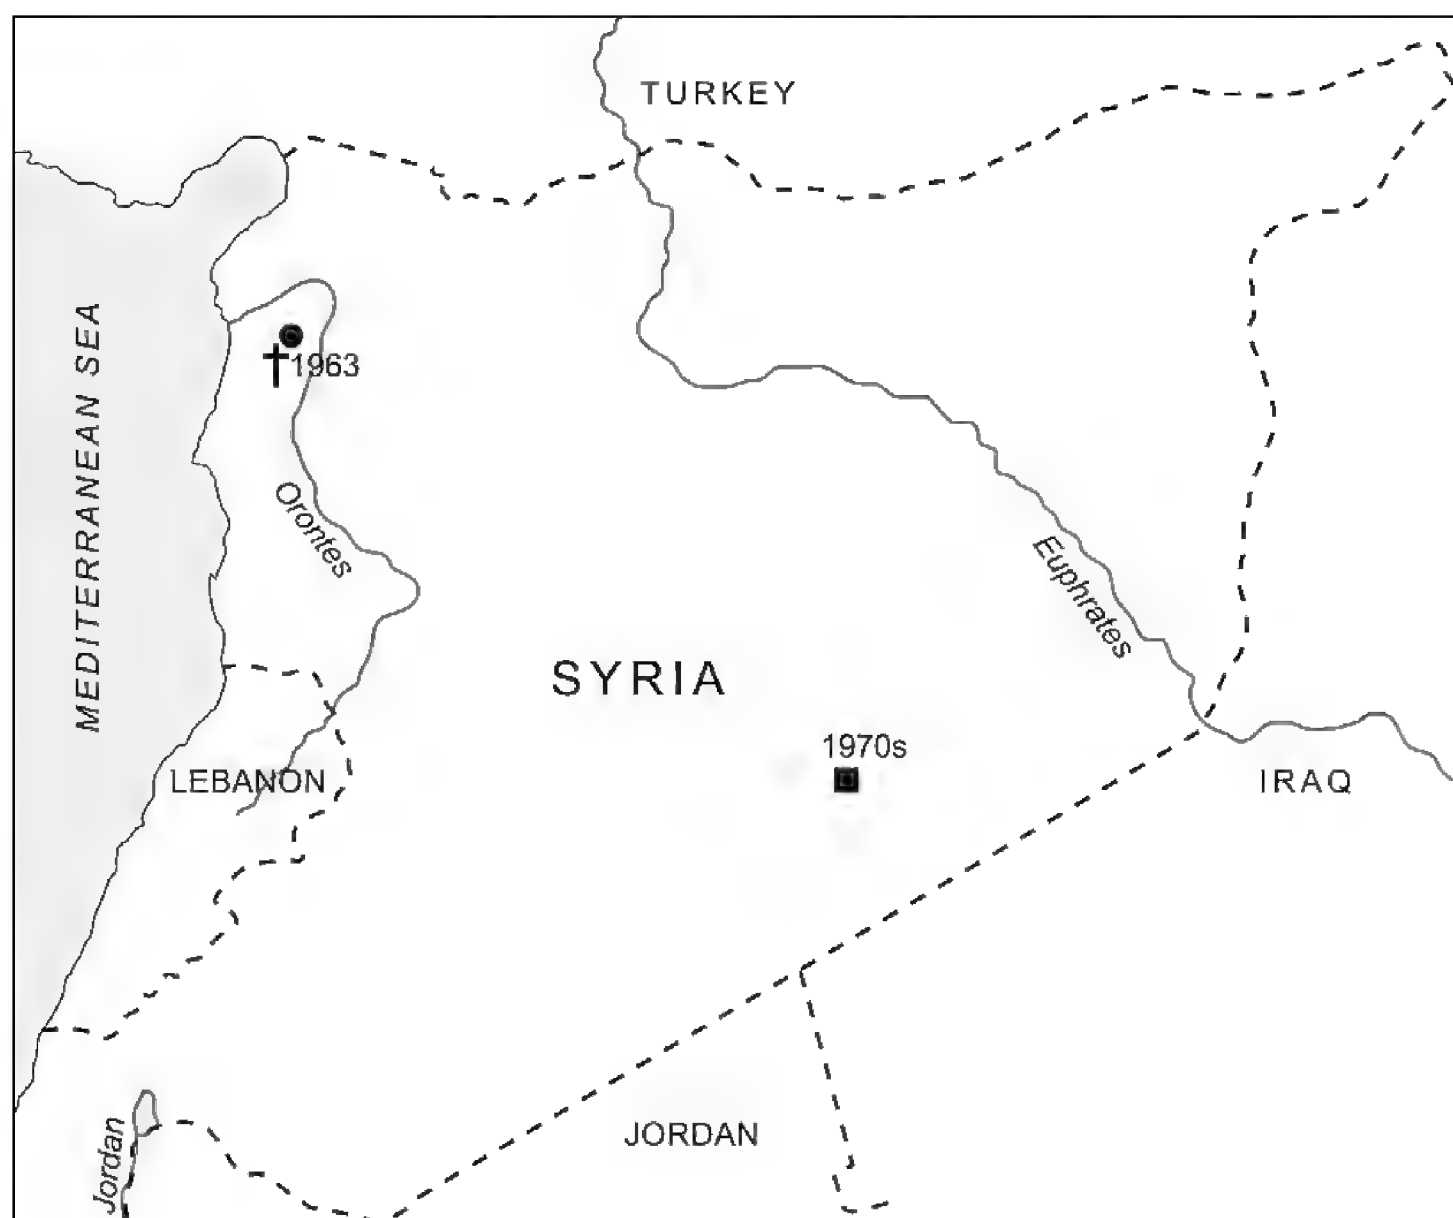 TURKEY
MEDITERRANEAN SEA
†1963
Orontes
Euphrates
SYRIA
1970s
LEBANON
IRAQ
JORDAN
Jordan